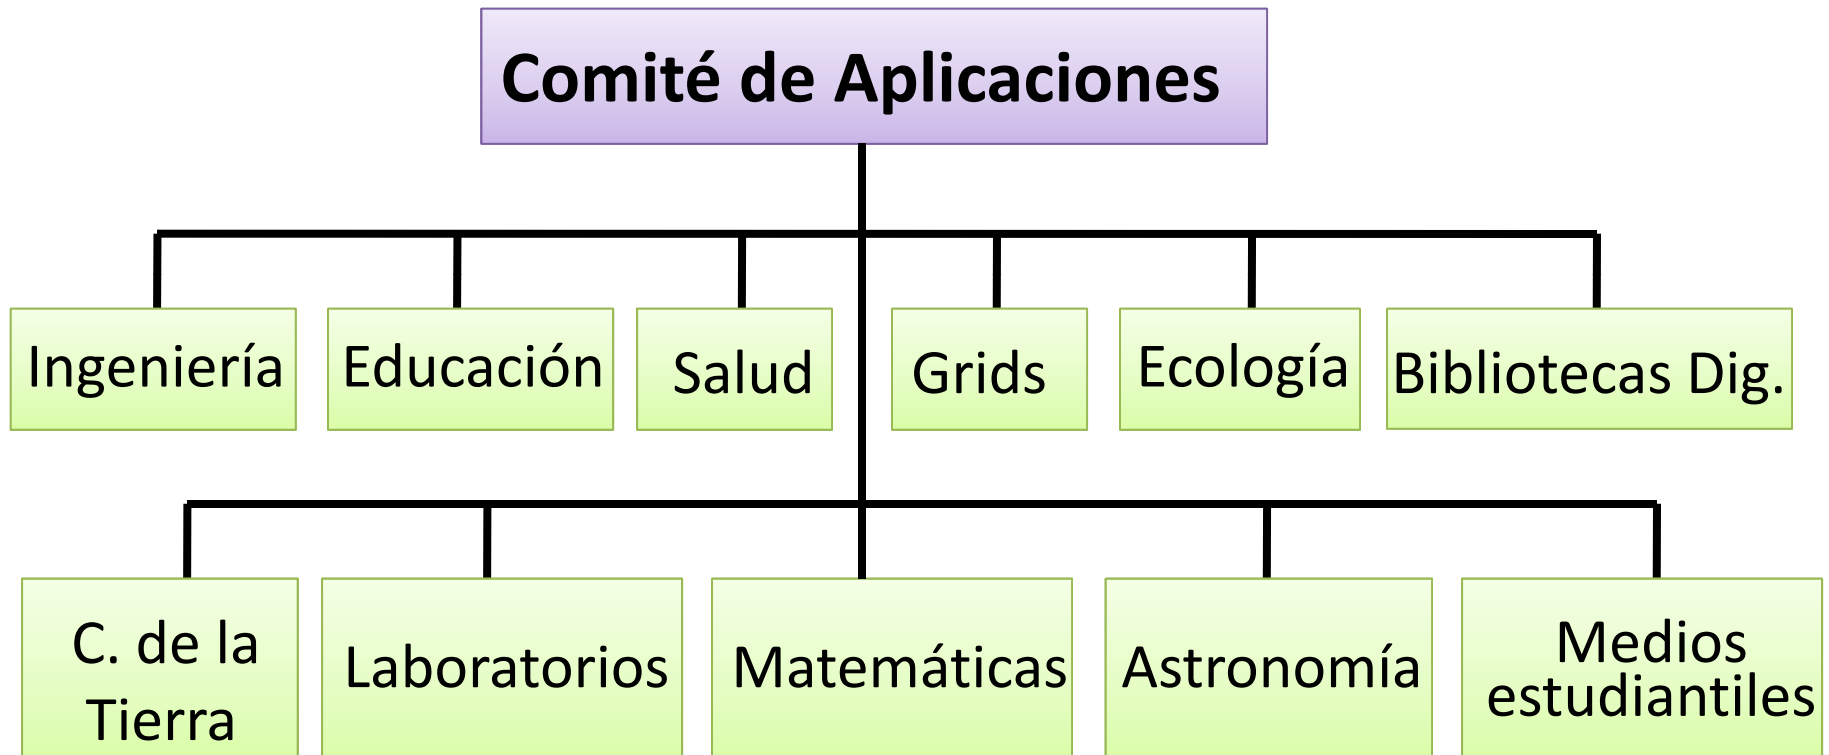 Comité de Aplicaciones
Ingeniería
Educación
Salud
Grids
Ecología
Bibliotecas Dig.
C. de la
Tierra
Laboratorios
Matemáticas
Astronomía
Medios
estudiantiles